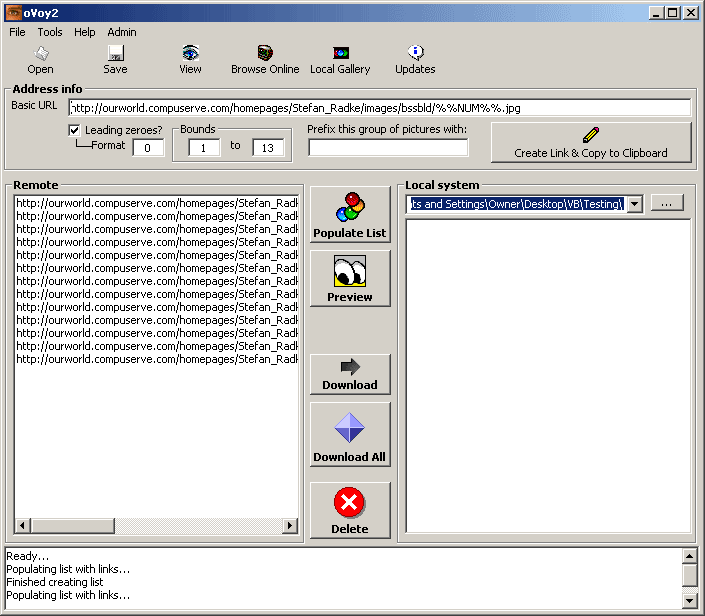 oVoy2
File Tools Help Admin
Open Save View Browse Online Local Gallery Updates
Address info
Basic URL http://ourworld.compuserve.com/homepages/Stefan_Radke/images/bssbld/%%NUM%%.jpg
Leading zeroes? Bounds Prefix this group of pictures with:
Format 0 1 to 13 Create Link & Copy to Clipboard
Remote Local system
http://ourworld.compuserve.com/homepages/Stefan_Radk
http://ourworld.compuserve.com/homepages/Stefan_Radk
http://ourworld.compuserve.com/homepages/Stefan_Radk
http://ourworld.compuserve.com/homepages/Stefan_Radk
http://ourworld.compuserve.com/homepages/Stefan_Radk
http://ourworld.compuserve.com/homepages/Stefan_Radk
http://ourworld.compuserve.com/homepages/Stefan_Radk
http://ourworld.compuserve.com/homepages/Stefan_Radk
http://ourworld.compuserve.com/homepages/Stefan_Radk
http://ourworld.compuserve.com/homepages/Stefan_Radk
http://ourworld.compuserve.com/homepages/Stefan_Radk
http://ourworld.compuserve.com/homepages/Stefan_Radk
http://ourworld.compuserve.com/homepages/Stefan_Radk
Populate List
Preview
Download
Download All
Delete
ts and Settings\Owner\Desktop\VB\Testing\ ...
Ready...
Populating list with links...
Finished creating list
Populating list with links...